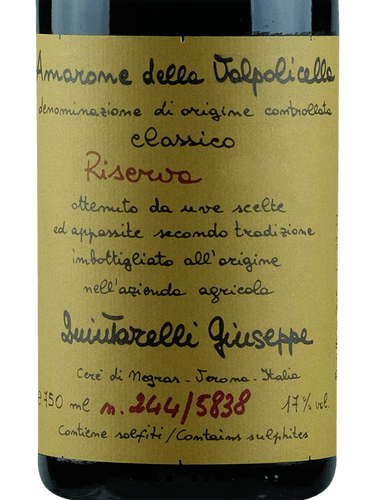 Amarone della Valpolicella
denominazione di origine controllata
classico
Riserva
ottenuto da uve scelte
ed appassite secondo tradizione
imbottigliato all'origine
nell'azienda agricola
Quintarelli Giuseppe
Cerè di Negrar - Verona - Italia
750 ml n. 244/5838 17% vol.
Contiene solfiti/Contains sulphites